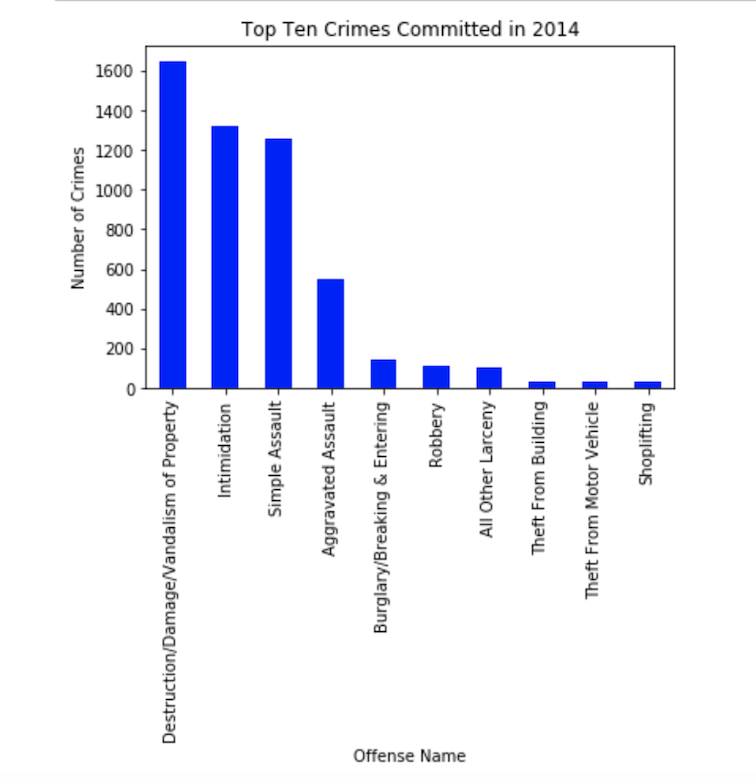 Top Ten Crimes Committed in 2014
Number of Crimes
1600
1400
1200
1000
800
600
400
200
0
Destruction/Damage/Vandalism of Property
Intimidation
Simple Assault
Aggravated Assault
Burglary/Breaking & Entering
Robbery
All Other Larceny
Theft From Building
Theft From Motor Vehicle
Shoplifting
Offense Name